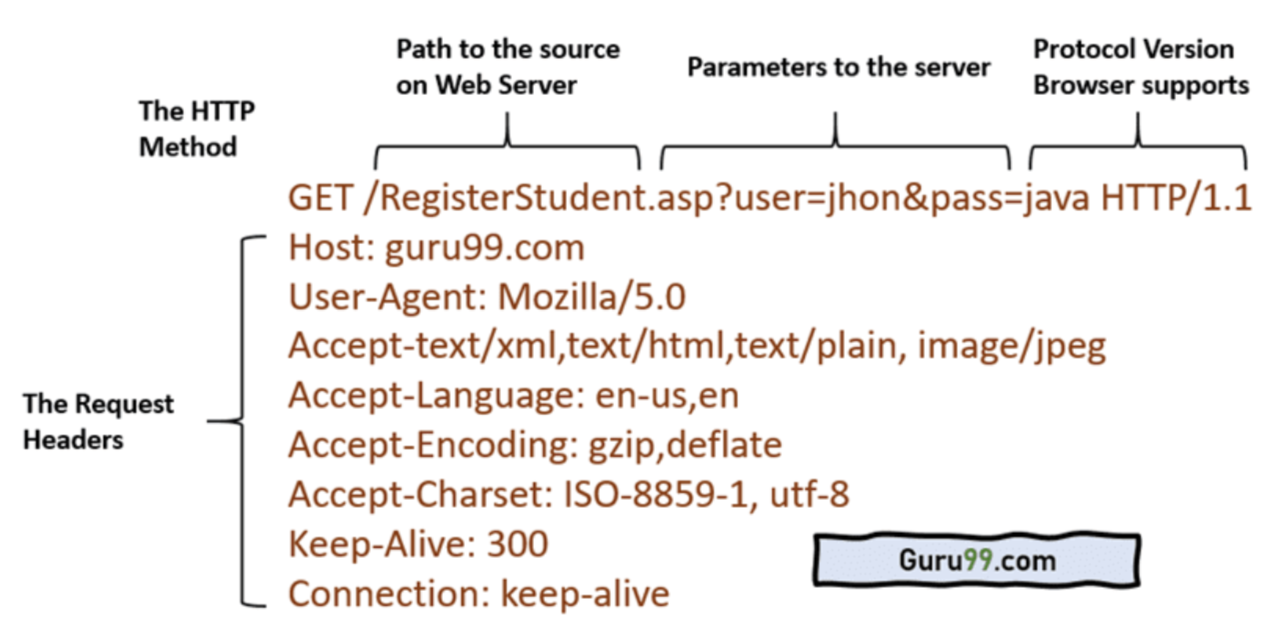 Path to the source
on Web Server
Parameters to the server
Protocol Version
Browser supports
The HTTP
Method
GET /RegisterStudent.asp?user=jhon&pass=java HTTP/1.1
Host: guru99.com
User-Agent: Mozilla/5.0
Accept-text/xml,text/html,text/plain, image/jpeg
Accept-Language: en-us,en
Accept-Encoding: gzip,deflate
Accept-Charset: ISO-8859-1, utf-8
Keep-Alive: 300
Connection: keep-alive
The Request
Headers
Guru99.com